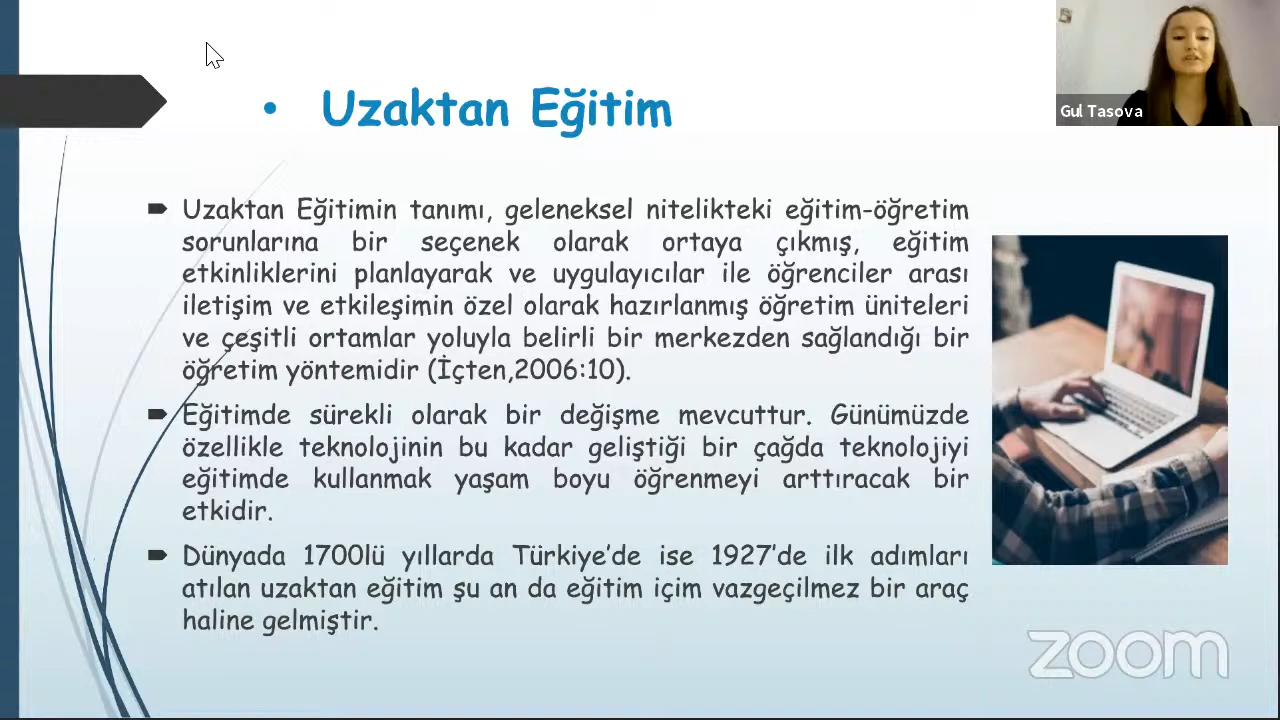 • Uzaktan Eğitim
Gul Tasova
Uzaktan Eğitimin tanımı, geleneksel nitelikteki eğitim-öğretim
sorunlarına bir seçenek olarak ortaya çıkmış, eğitim
etkinliklerini planlayarak ve uygulayıcılar ile öğrenciler arası
iletişim ve etkileşimin özel olarak hazırlanmış öğretim üniteleri
ve çeşitli ortamlar yoluyla belirli bir merkezden sağlandığı bir
öğretim yöntemidir (İçten,2006:10).
Eğitimde sürekli olarak bir değişme mevcuttur. Günümüzde
özellikle teknolojinin bu kadar geliştiği bir çağda teknolojiyi
eğitimde kullanmak yaşam boyu öğrenmeyi arttıracak bir
etkidir.
Dünyada 1700lü yıllarda Türkiye’de ise 1927’de ilk adımları
atılan uzaktan eğitim şu an da eğitim içim vazgeçilmez bir araç
haline gelmiştir.
zoom